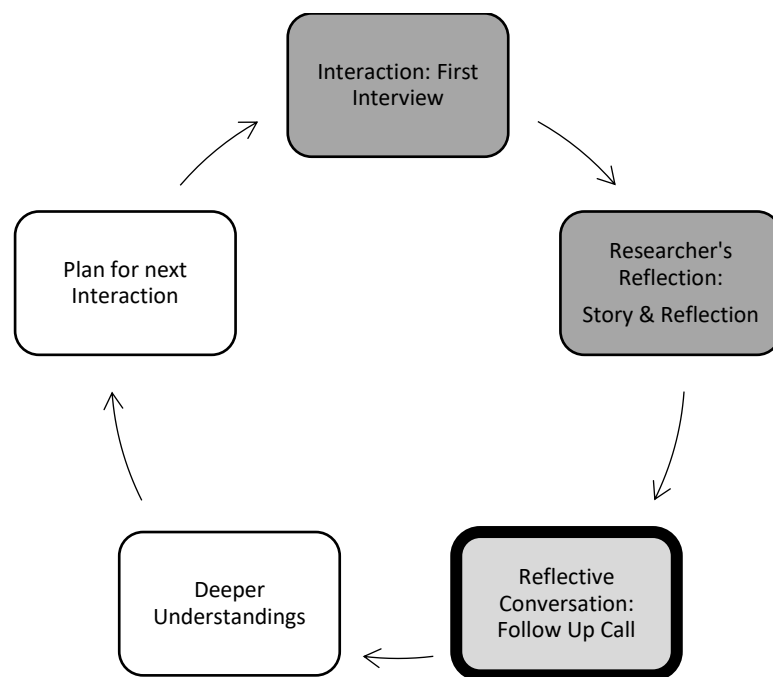 Interaction: First
Interview
Researcher's
Reflection:
Story & Reflection
Reflective
Conversation:
Follow Up Call
Deeper
Understandings
Plan for next
Interaction